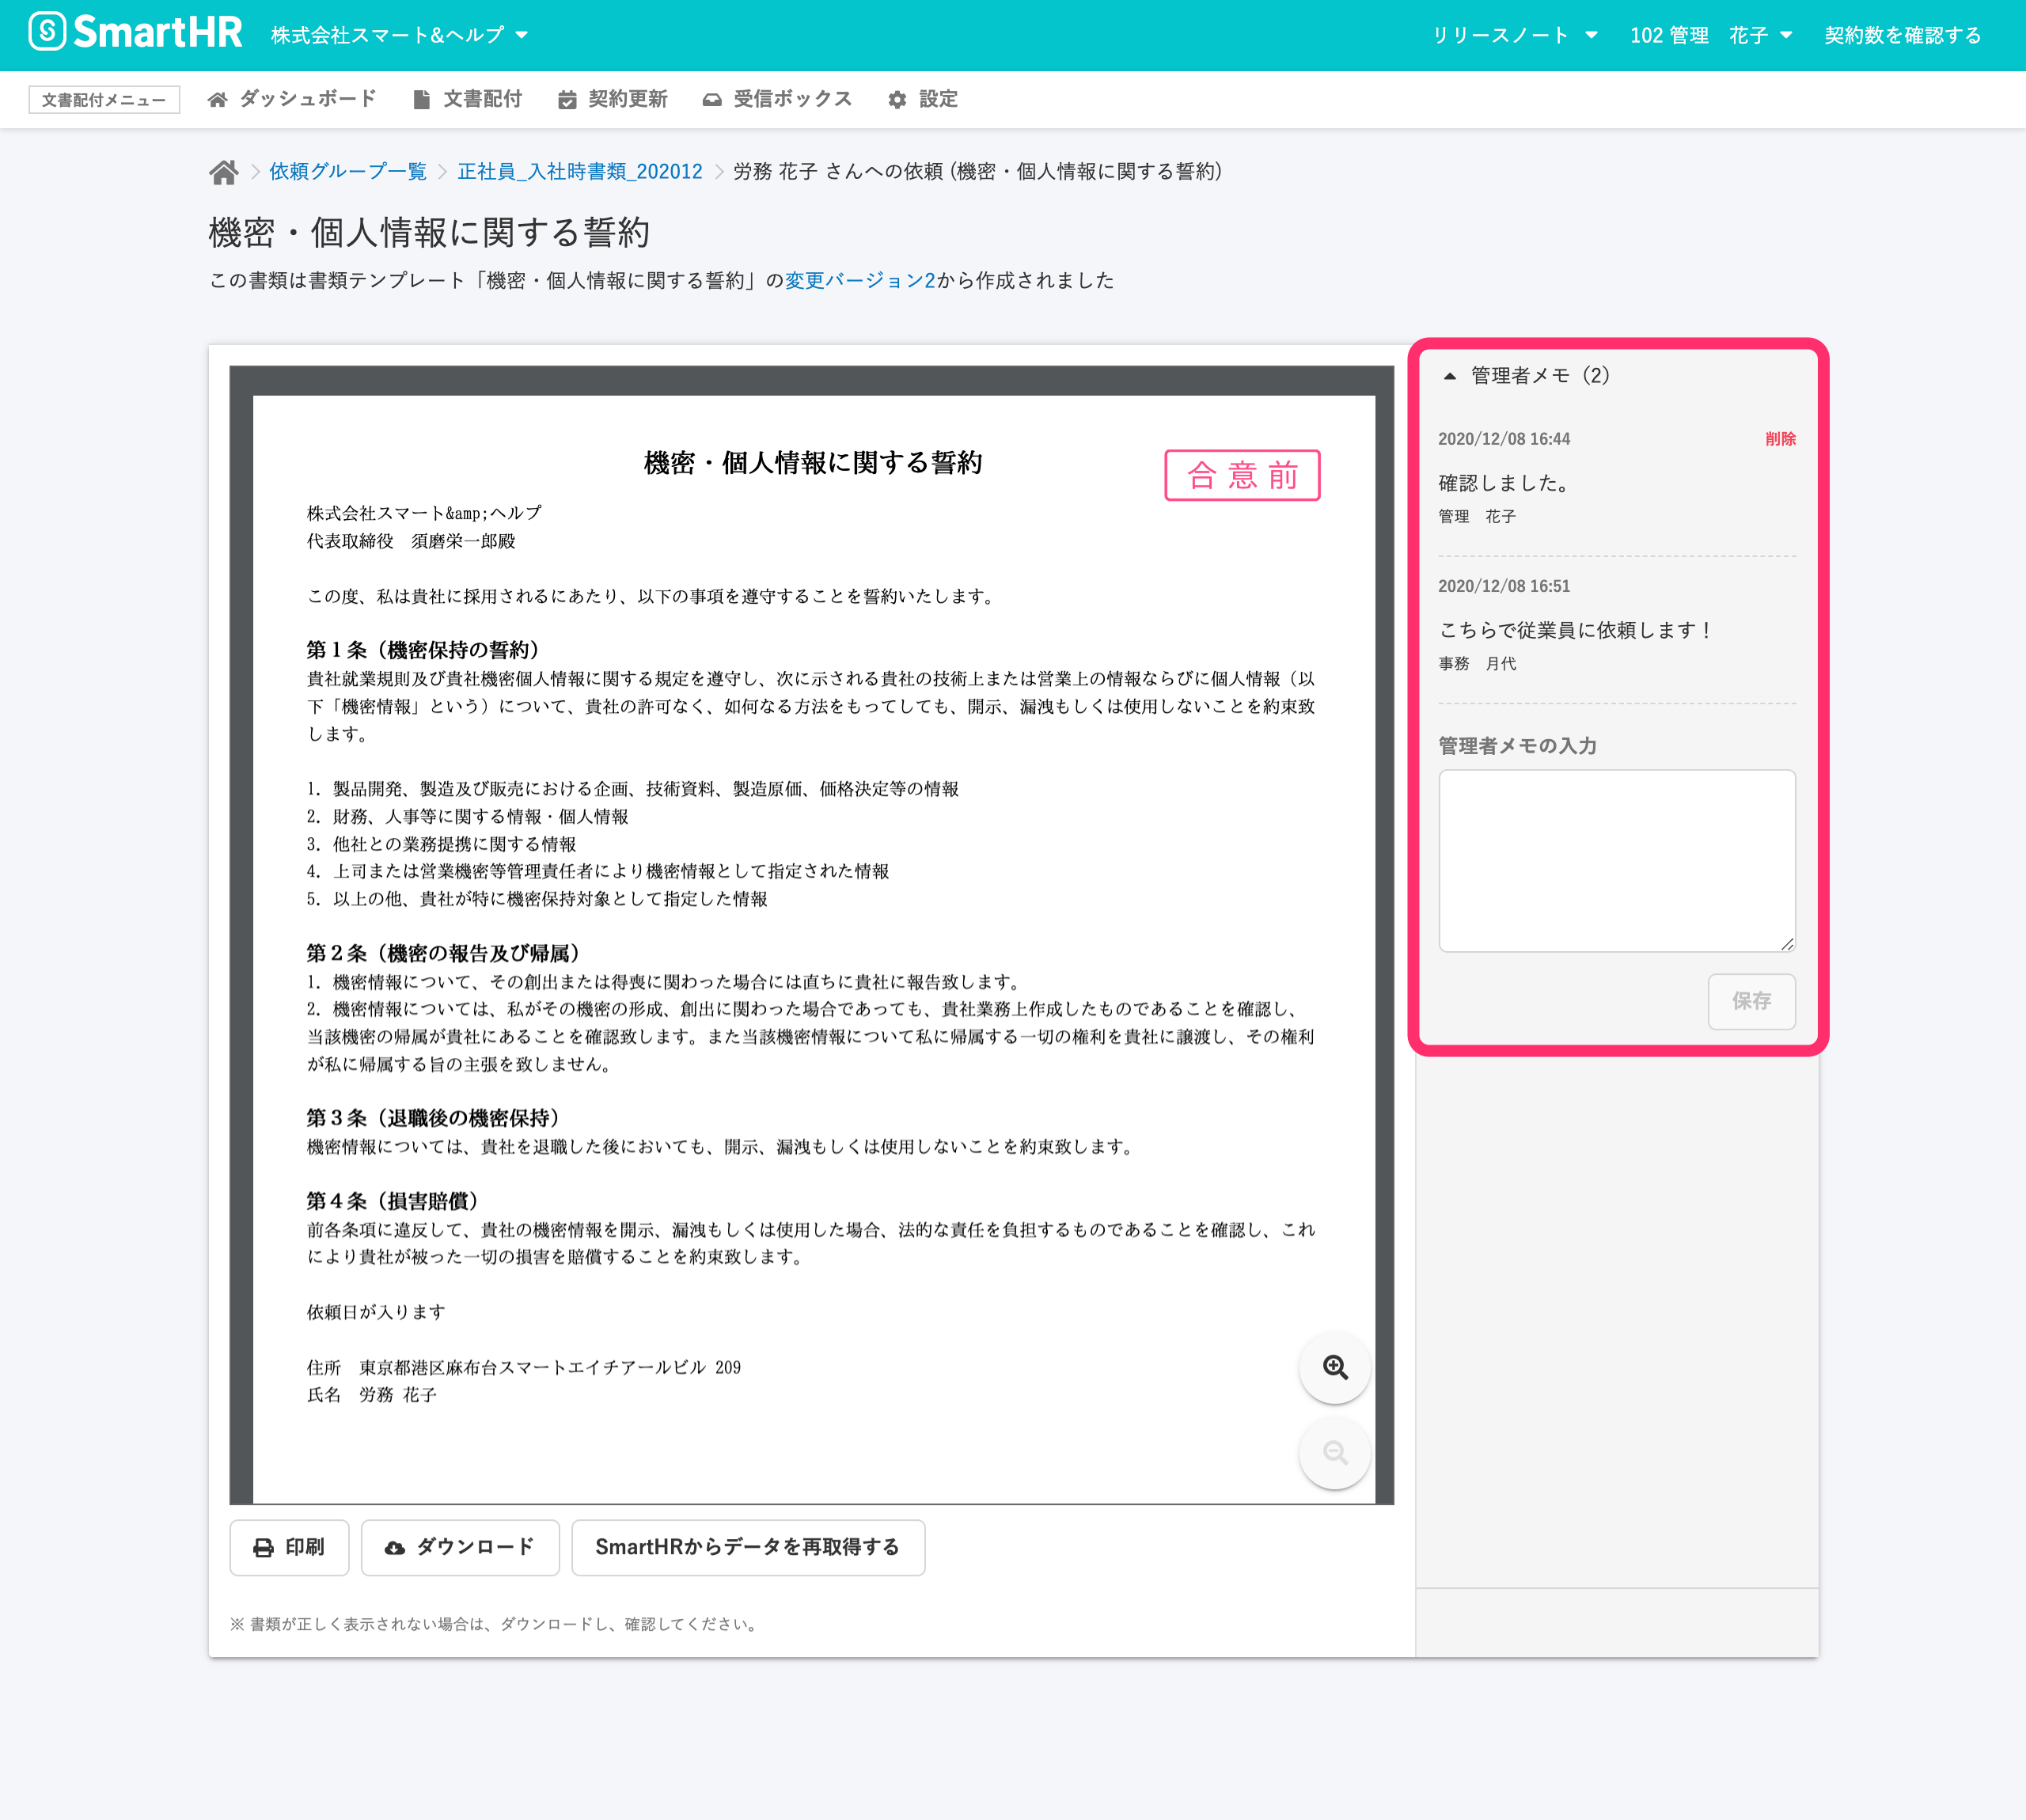 SmartHR 株式会社スマート&ヘルプ リリースノート 102 管理　花子 契約数を確認する
文書配付メニュー ダッシュボード 文書配付 契約更新 受信ボックス 設定
依頼グループ一覧 正社員_入社時書類_202012 労務 花子 さんへの依頼 (機密・個人情報に関する誓約)
機密・個人情報に関する誓約
この書類は書類テンプレート「機密・個人情報に関する誓約」の変更バージョン2から作成されました
機密・個人情報に関する誓約
合意前
株式会社スマート&amp;ヘルプ
代表取締役　須磨栄一郎殿
この度、私は貴社に採用されるにあたり、以下の事項を遵守することを誓約いたします。
第１条（機密保持の誓約）
貴社就業規則及び貴社機密個人情報に関する規定を遵守し、次に示される貴社の技術上または営業上の情報ならびに個人情報（以
下「機密情報」という）について、貴社の許可なく、如何なる方法をもってしても、開示、漏洩もしくは使用しないことを約束致
します。
1. 製品開発、製造及び販売における企画、技術資料、製造原価、価格決定等の情報
2. 財務、人事等に関する情報・個人情報
3. 他社との業務提携に関する情報
4. 上司または営業機密等管理責任者により機密情報として指定された情報
5. 以上の他、貴社が特に機密保持対象として指定した情報
第２条（機密の報告及び帰属）
1. 機密情報について、その創出または得喪に関わった場合には直ちに貴社に報告致します。
2. 機密情報については、私がその機密の形成、創出に関わった場合であっても、貴社業務上作成したものであることを確認し、
当該機密の帰属が貴社にあることを確認致します。また当該機密情報について私に帰属する一切の権利を貴社に譲渡し、その権利
が私に帰属する旨の主張を致しません。
第３条（退職後の機密保持）
機密情報については、貴社を退職した後においても、開示、漏洩もしくは使用しないことを約束致します。
第４条（損害賠償）
前各条項に違反して、貴社の機密情報を開示、漏洩もしくは使用した場合、法的な責任を負担するものであることを確認し、これ
により貴社が被った一切の損害を賠償することを約束致します。
依頼日が入ります
住所　東京都港区麻布台スマートエイチアールビル 209
氏名　労務 花子
印刷 ダウンロード SmartHRからデータを再取得する
※ 書類が正しく表示されない場合は、ダウンロードし、確認してください。
管理者メモ（2）
2020/12/08 16:44 削除
確認しました。
管理　花子
2020/12/08 16:51
こちらで従業員に依頼します！
事務　月代
管理者メモの入力
保存